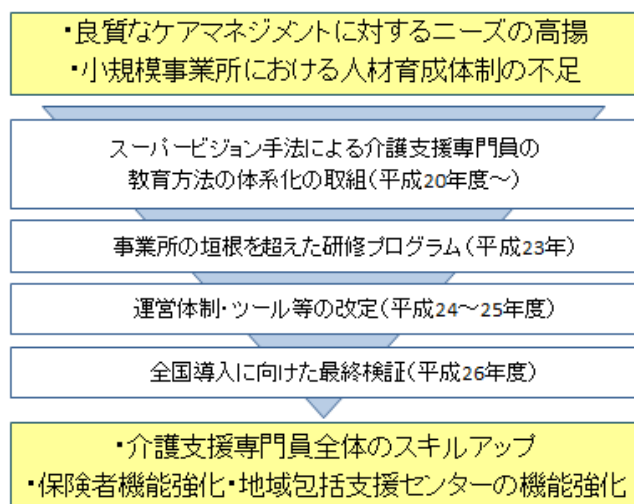 ・良質なケアマネジメントに対するニーズの高揚
・小規模事業所における人材育成体制の不足
スーパービジョン手法による介護支援専門員の
教育方法の体系化の取組(平成20年度～)
事業所の垣根を超えた研修プログラム(平成23年)
運営体制・ツール等の改定(平成24～25年度)
全国導入に向けた最終検証(平成26年度)
・介護支援専門員全体のスキルアップ
・保険者機能強化・地域包括支援センターの機能強化